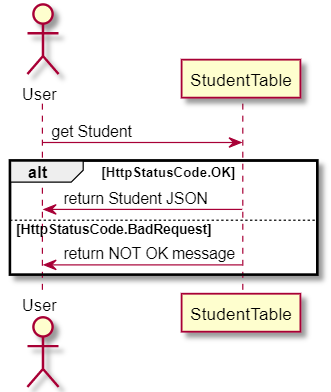 User
StudentTable
get Student
alt [HttpStatusCode.OK]
return Student JSON
[HttpStatusCode.BadRequest]
return NOT OK message
User
StudentTable